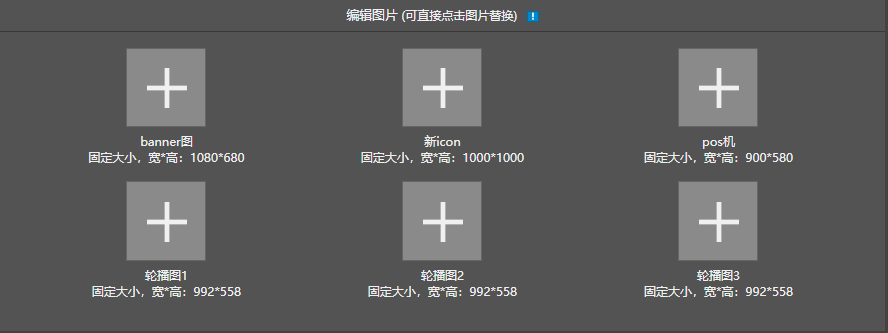 编辑图片 (可直接点击图片替换) !
banner图
固定大小，宽*高：1080*680
新icon
固定大小，宽*高：1000*1000
pos机
固定大小，宽*高：900*580
轮播图1
固定大小，宽*高：992*558
轮播图2
固定大小，宽*高：992*558
轮播图3
固定大小，宽*高：992*558